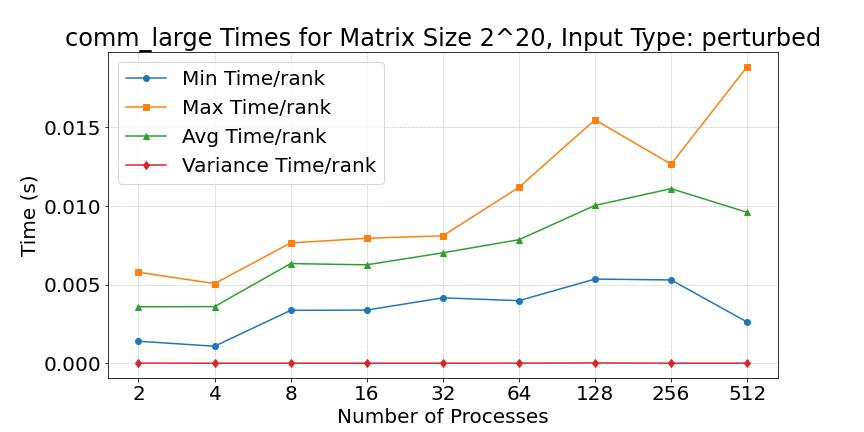 comm_large Times for Matrix Size 2^20, Input Type: perturbed
Min Time/rank
Max Time/rank
Avg Time/rank
Variance Time/rank
Time (s)
0.015
0.010
0.005
0.000
2 4 8 16 32 64 128 256 512
Number of Processes